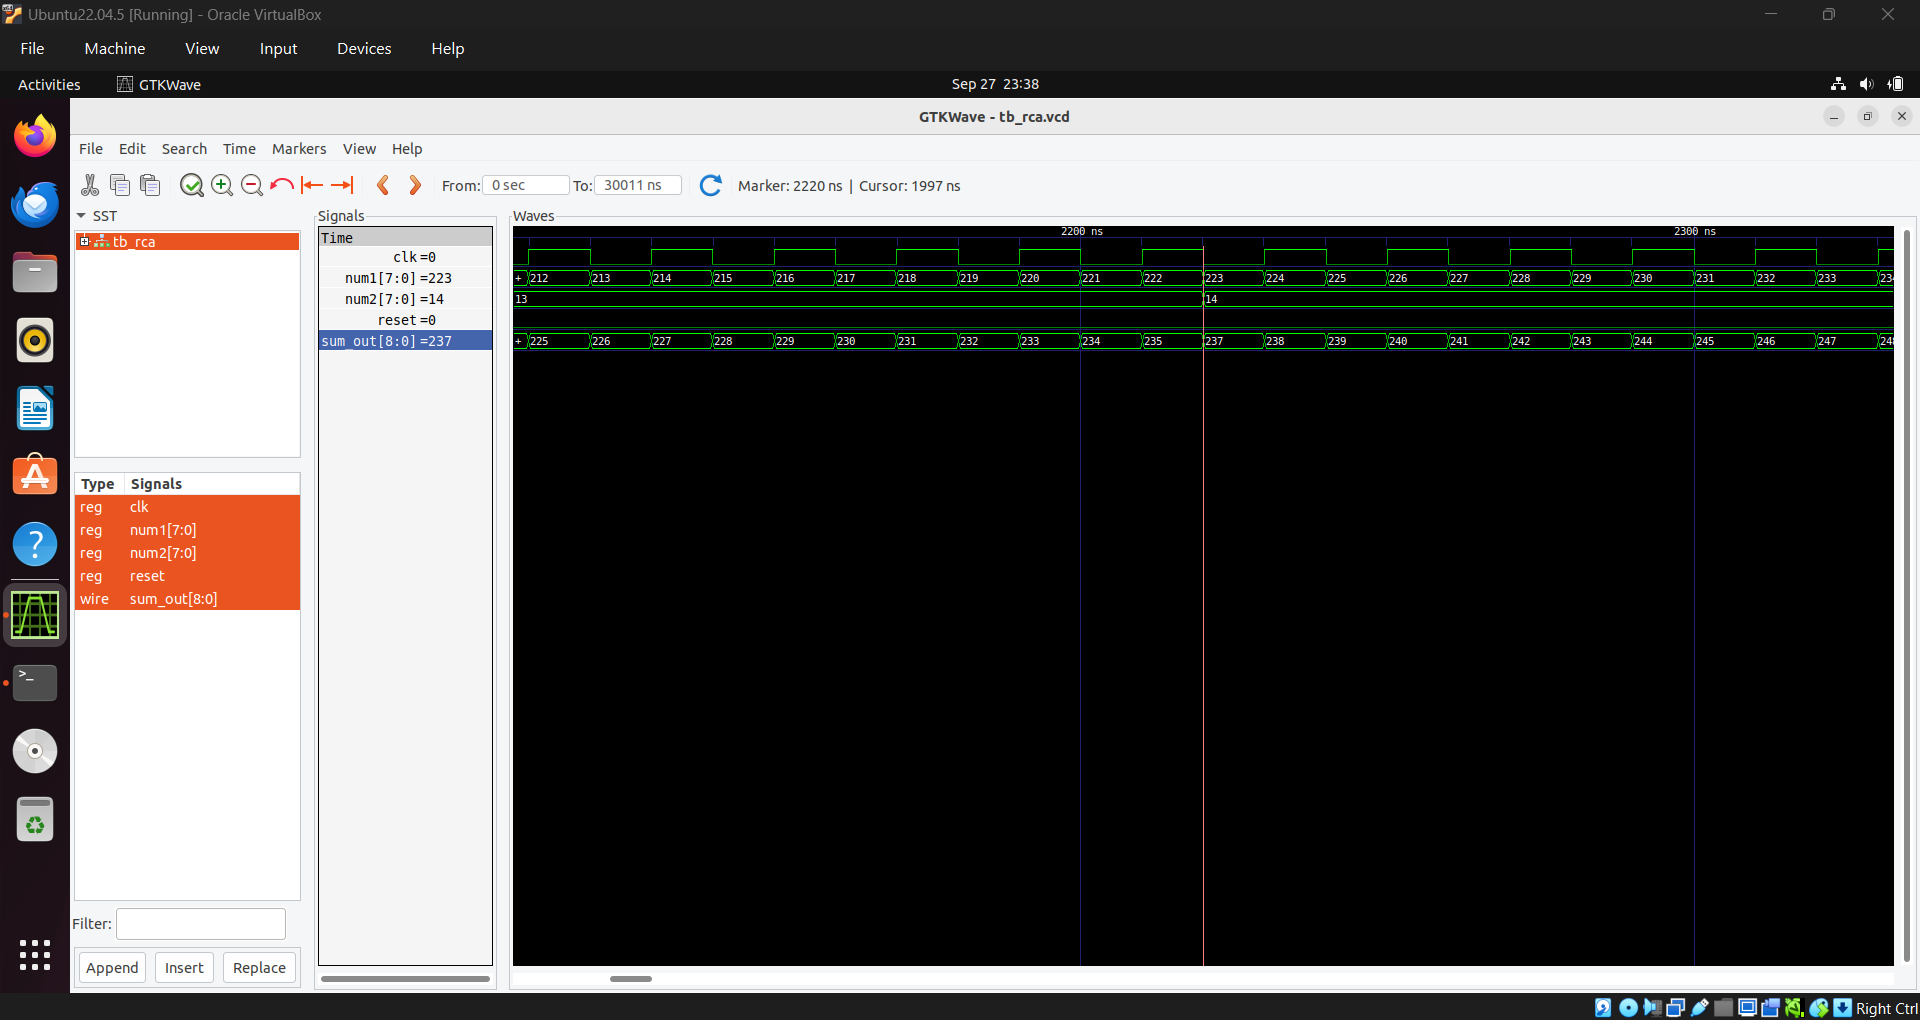 Ubuntu22.04.5 [Running] - Oracle VirtualBox
File Machine View Input Devices Help
Activities GTKWave Sep 27 23:38
GTKWave - tb_rca.vcd
File Edit Search Time Markers View Help
From: 0 sec To: 30011 ns Marker: 2220 ns | Cursor: 1997 ns
SST
tb_rca
Type Signals
reg clk
reg num1[7:0]
reg num2[7:0]
reg reset
wire sum_out[8:0]
Filter:
Append Insert Replace
Signals
Time
clk =0
num1[7:0] =223
num2[7:0] =14
reset =0
sum_out[8:0] =237
Waves
2200 ns 2300 ns
+ 212 213 214 215 216 217 218 219 220 221 222 223 224 225 226 227 228 229 230 231 232 233 234
13 14
+ 225 226 227 228 229 230 231 232 233 234 235 237 238 239 240 241 242 243 244 245 246 247 248
Right Ctrl